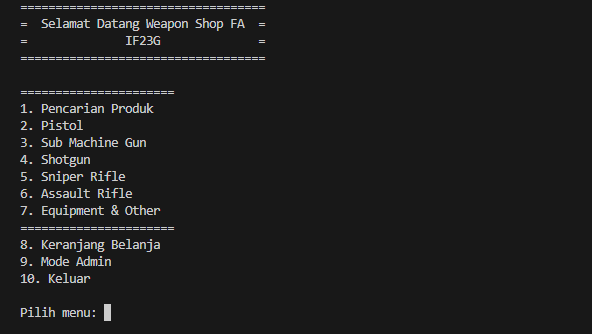 ===================================
=  Selamat Datang Weapon Shop FA  =
=              IF23G              =
===================================
======================
1. Pencarian Produk
2. Pistol
3. Sub Machine Gun
4. Shotgun
5. Sniper Rifle
6. Assault Rifle
7. Equipment & Other
======================
8. Keranjang Belanja
9. Mode Admin
10. Keluar
Pilih menu: